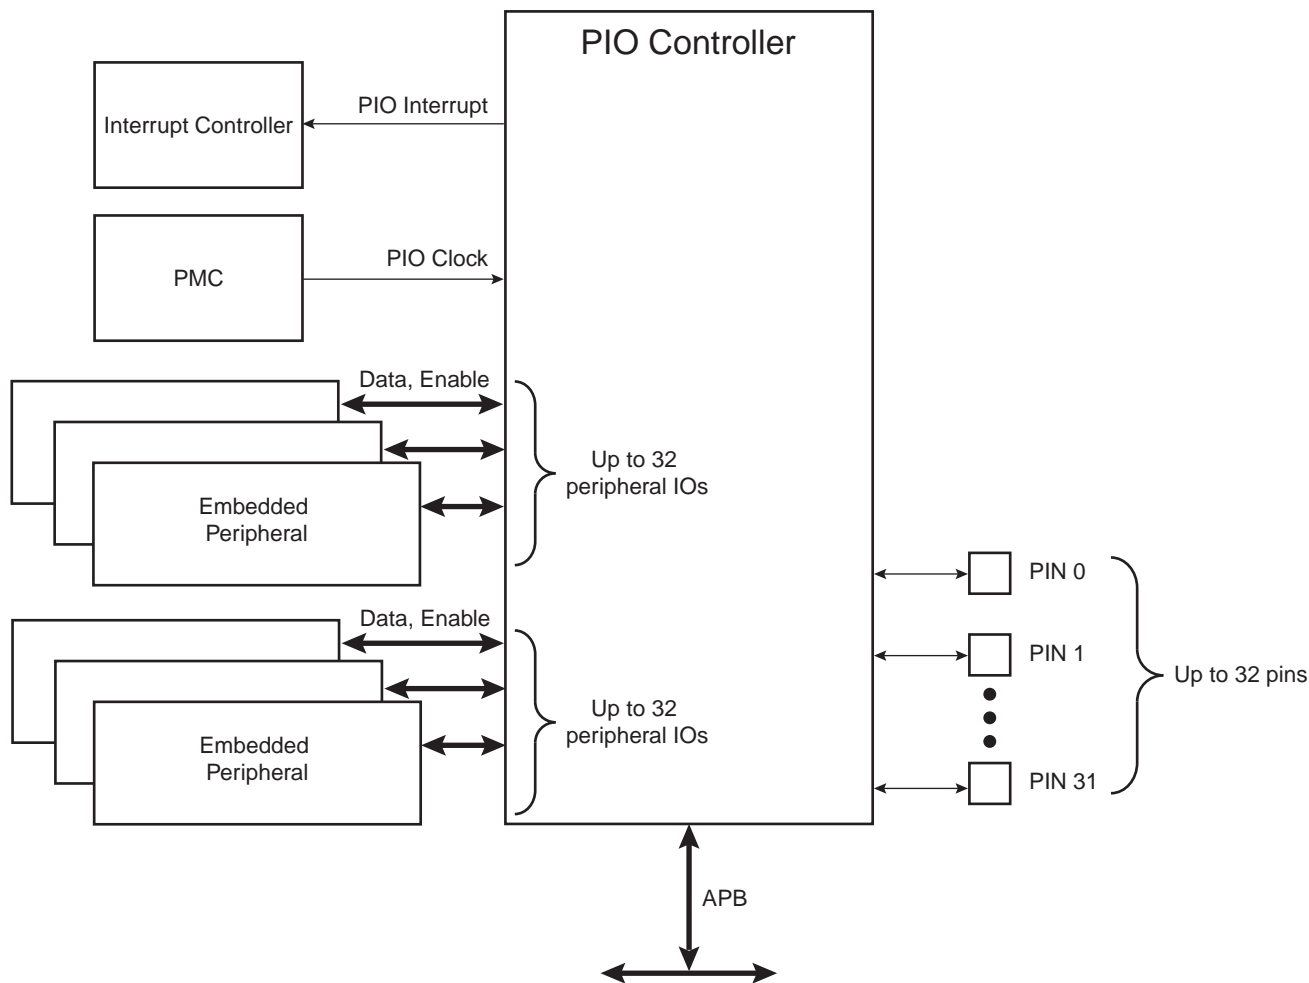 PIO Controller
PIO Interrupt
Interrupt Controller
PIO Clock
PMC
Data, Enable
Up to 32
peripheral IOs
Embedded
Peripheral
PIN 0
Data, Enable
PIN 1
Up to 32 pins
Up to 32
peripheral IOs
Embedded
Peripheral
PIN 31
APB